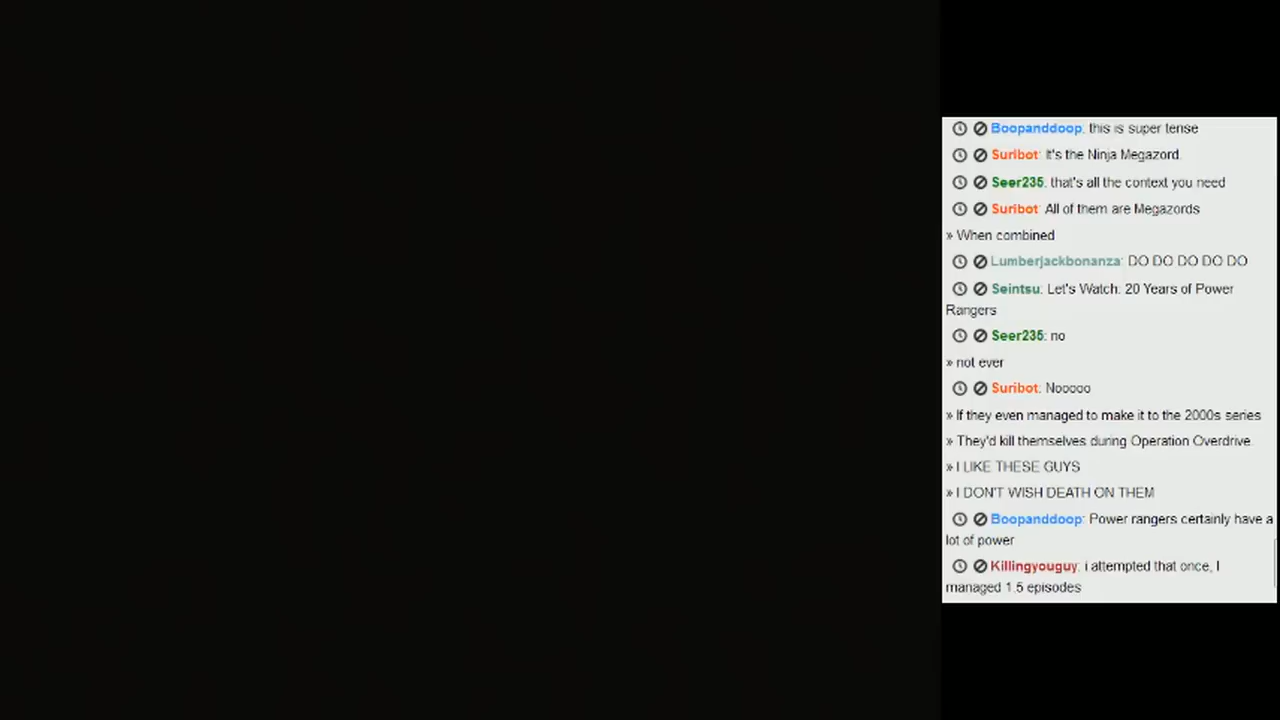 Boopanddoop: this is super tense
Suribot: It's the Ninja Megazord.
Seer235: that's all the context you need
Suribot: All of them are Megazords
» When combined
Lumberjackbonanza: DO DO DO DO DO
Seintsu: Let's Watch: 20 Years of Power
Rangers
Seer235: no
» not ever
Suribot: Nooooo
» If they even managed to make it to the 2000s series
» They'd kill themselves during Operation Overdrive.
» I LIKE THESE GUYS
» I DON'T WISH DEATH ON THEM
Boopanddoop: Power rangers certainly have a
lot of power
Killingyouguy: i attempted that once, I
managed 1.5 episodes